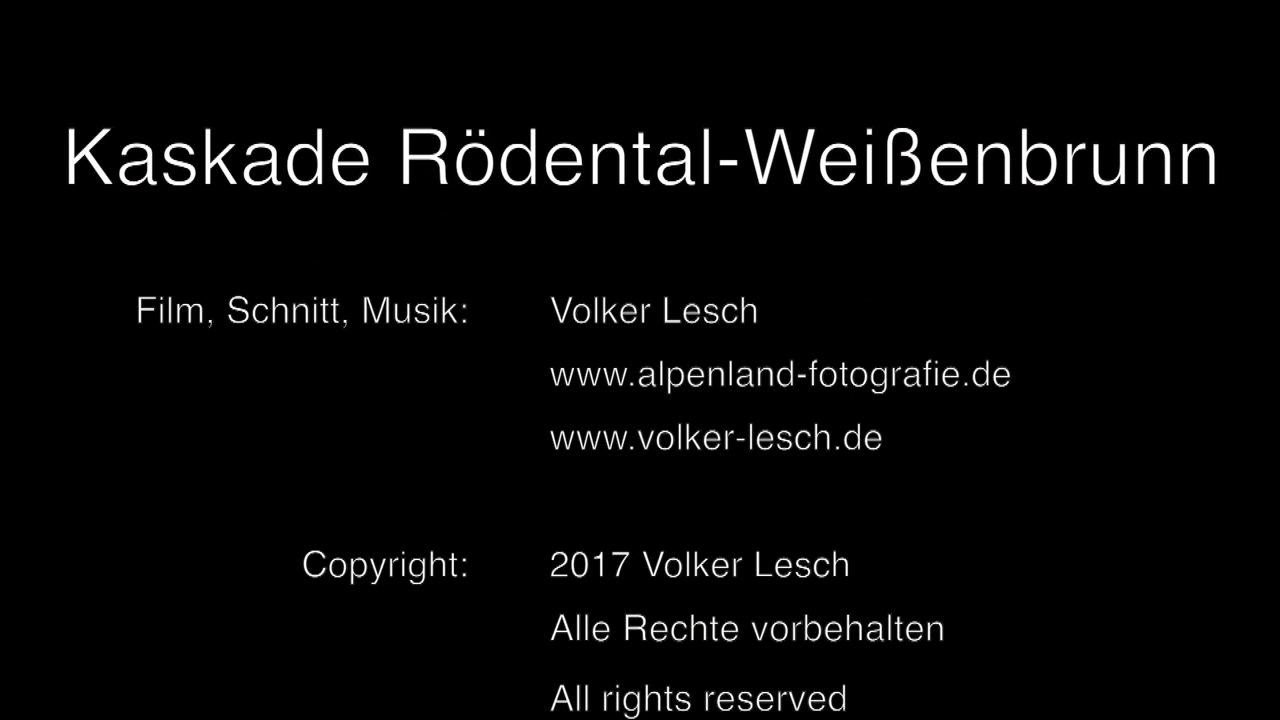 Kaskade Rödental-Weißenbrunn
Film, Schnitt, Musik: Volker Lesch
www.alpenland-fotografie.de
www.volker-lesch.de
Copyright: 2017 Volker Lesch
Alle Rechte vorbehalten
All rights reserved